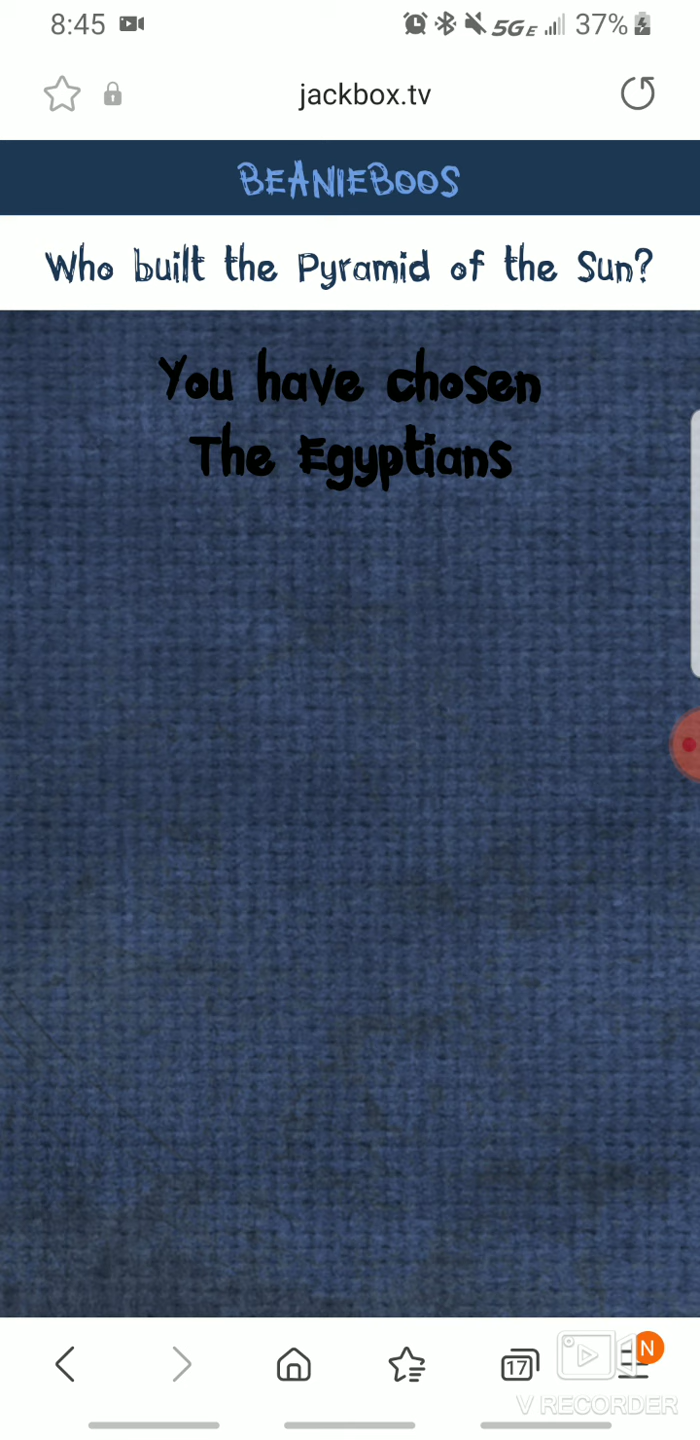 8:45 5GE 37%
jackbox.tv
BEANIEBOOS
Who built the Pyramid of the Sun?
You have chosen
The Egyptians
17 N
V RECORDER